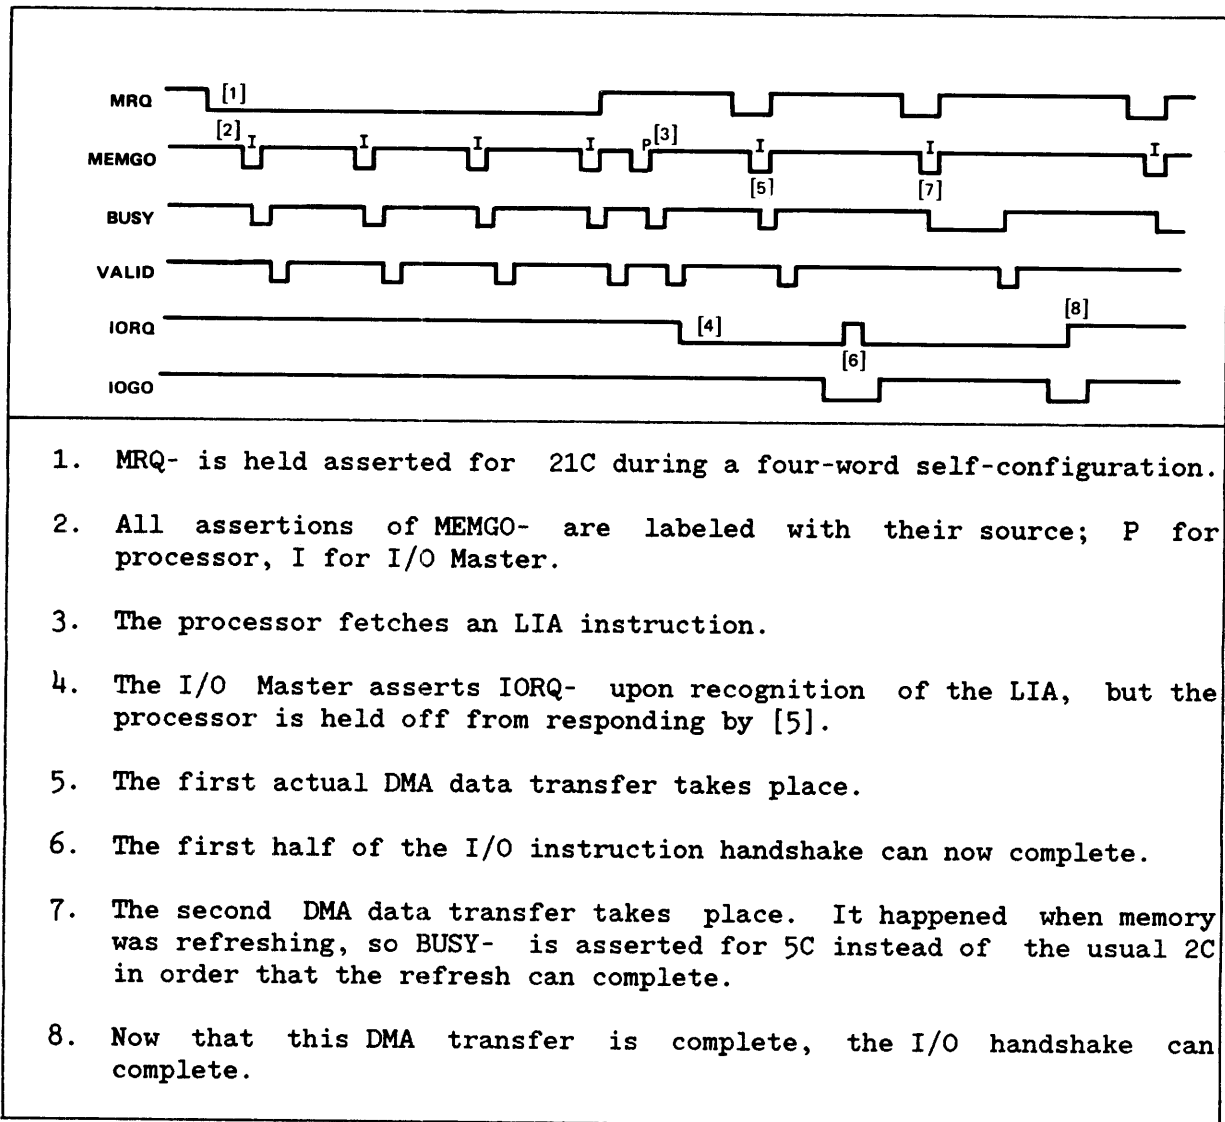 MRQ [1]
[2] I I I I P [3] I I I
MEMGO
[5] [7]
BUSY
VALID
[8]
IORQ [4]
[6]
IOGO
1. MRQ- is held asserted for 21C during a four-word self-configuration.
2. All assertions of MEMGO- are labeled with their source; P for
processor, I for I/O Master.
3. The processor fetches an LIA instruction.
4. The I/O Master asserts IORQ- upon recognition of the LIA, but the
processor is held off from responding by [5].
5. The first actual DMA data transfer takes place.
6. The first half of the I/O instruction handshake can now complete.
7. The second DMA data transfer takes place. It happened when memory
was refreshing, so BUSY- is asserted for 5C instead of the usual 2C
in order that the refresh can complete.
8. Now that this DMA transfer is complete, the I/O handshake can
complete.